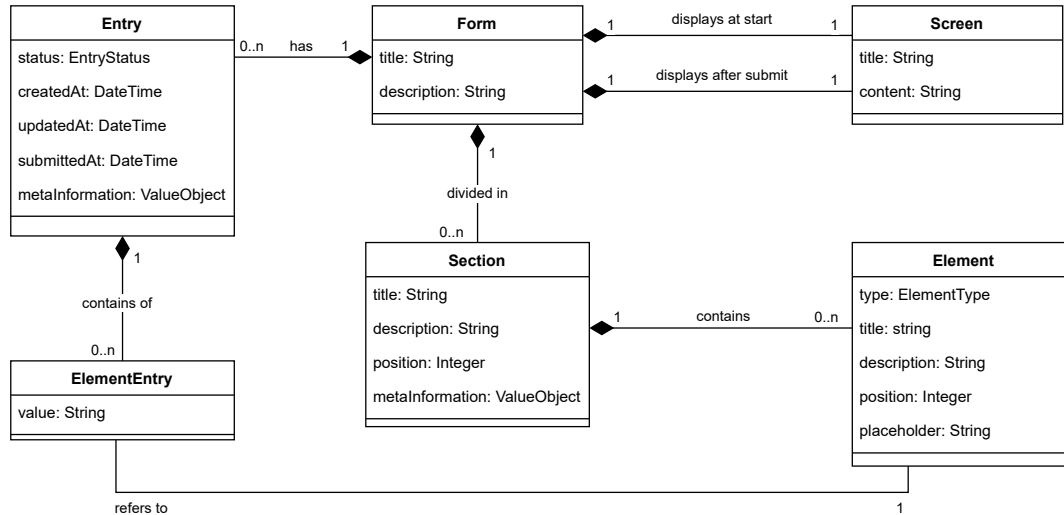 Entry
status: EntryStatus
createdAt: DateTime
updatedAt: DateTime
submittedAt: DateTime
metaInformation: ValueObject
0..n
has
1
Form
title: String
description: String
1
displays at start
1
1
displays after submit
1
Screen
title: String
content: String
1
divided in
0..n
1
contains of
0..n
Section
title: String
description: String
position: Integer
metaInformation: ValueObject
1
contains
0..n
Element
type: ElementType
title: string
description: String
position: Integer
placeholder: String
ElementEntry
value: String
refers to
1